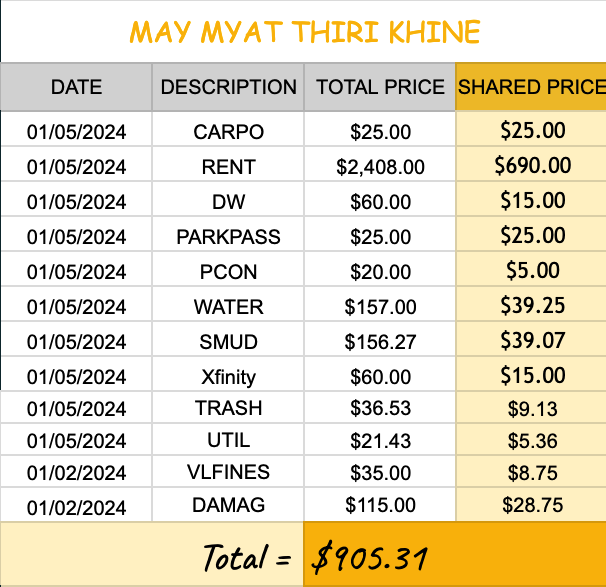 MAY MYAT THIRI KHINE
DATE DESCRIPTION TOTAL PRICE SHARED PRICE
01/05/2024 CARPO $25.00 $25.00
01/05/2024 RENT $2,408.00 $690.00
01/05/2024 DW $60.00 $15.00
01/05/2024 PARKPASS $25.00 $25.00
01/05/2024 PCON $20.00 $5.00
01/05/2024 WATER $157.00 $39.25
01/05/2024 SMUD $156.27 $39.07
01/05/2024 Xfinity $60.00 $15.00
01/05/2024 TRASH $36.53 $9.13
01/05/2024 UTIL $21.43 $5.36
01/02/2024 VLFINES $35.00 $8.75
01/02/2024 DAMAG $115.00 $28.75
Total = $905.31